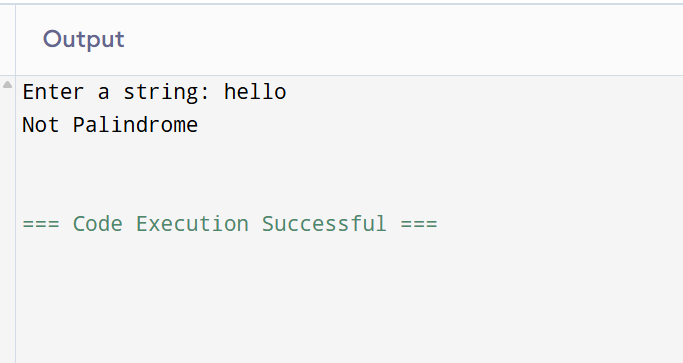 Output
Enter a string: hello
Not Palindrome
=== Code Execution Successful ===